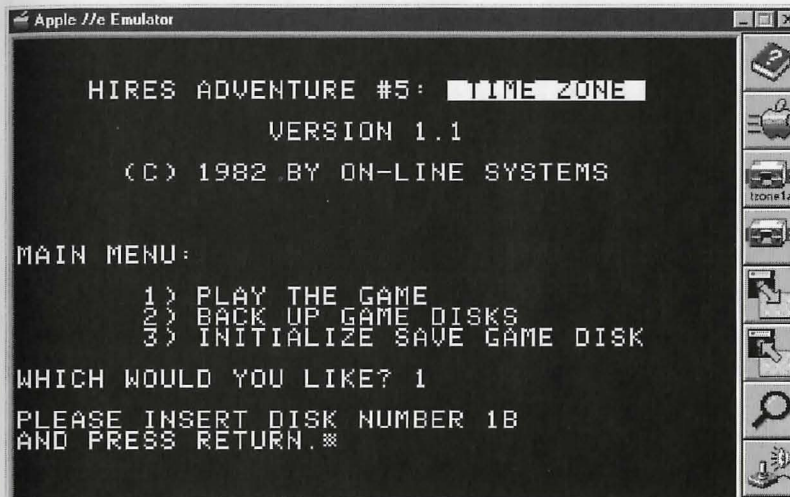 Apple //e Emulator
HIRES ADVENTURE #5: TIME ZONE
VERSION 1.1
(C) 1982 BY ON-LINE SYSTEMS
MAIN MENU:
1) PLAY THE GAME
2) BACK UP GAME DISKS
3) INITIALIZE SAVE GAME DISK
WHICH WOULD YOU LIKE? 1
PLEASE INSERT DISK NUMBER 1B
AND PRESS RETURN.